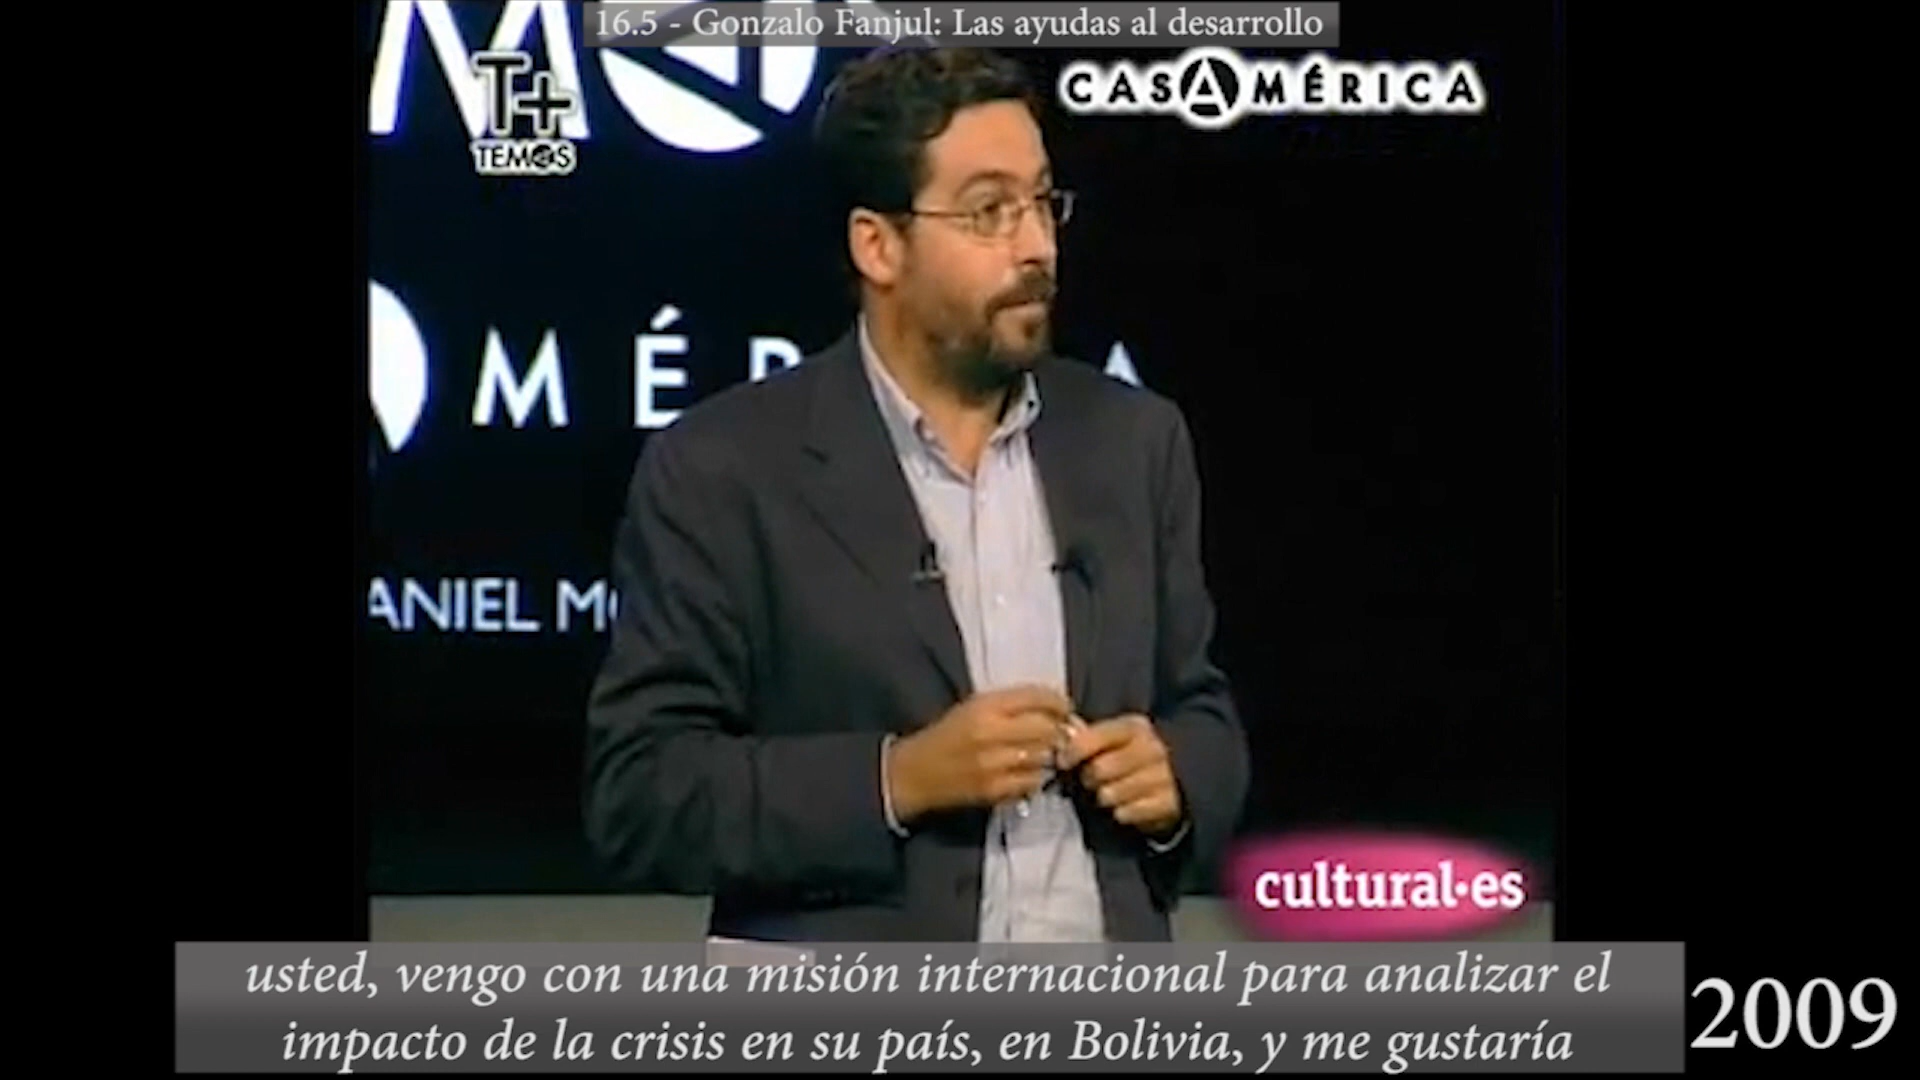 16.5 - Gonzalo Fanjul: Las ayudas al desarrollo
T+
TEMAS
CASAMÉRICA
MÉR A
ANIEL M
cultural·es
usted, vengo con una misión internacional para analizar el
impacto de la crisis en su país, en Bolivia, y me gustaría
2009